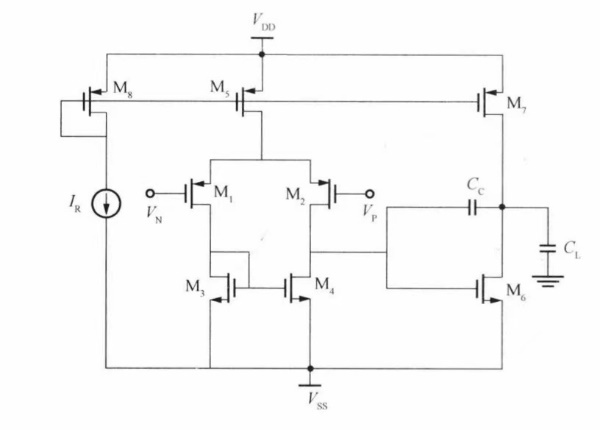 V_DD
M_8
M_5
M_7
I_R
V_N
M_1
M_2
V_P
C_C
C_L
M_3
M_4
M_6
V_SS